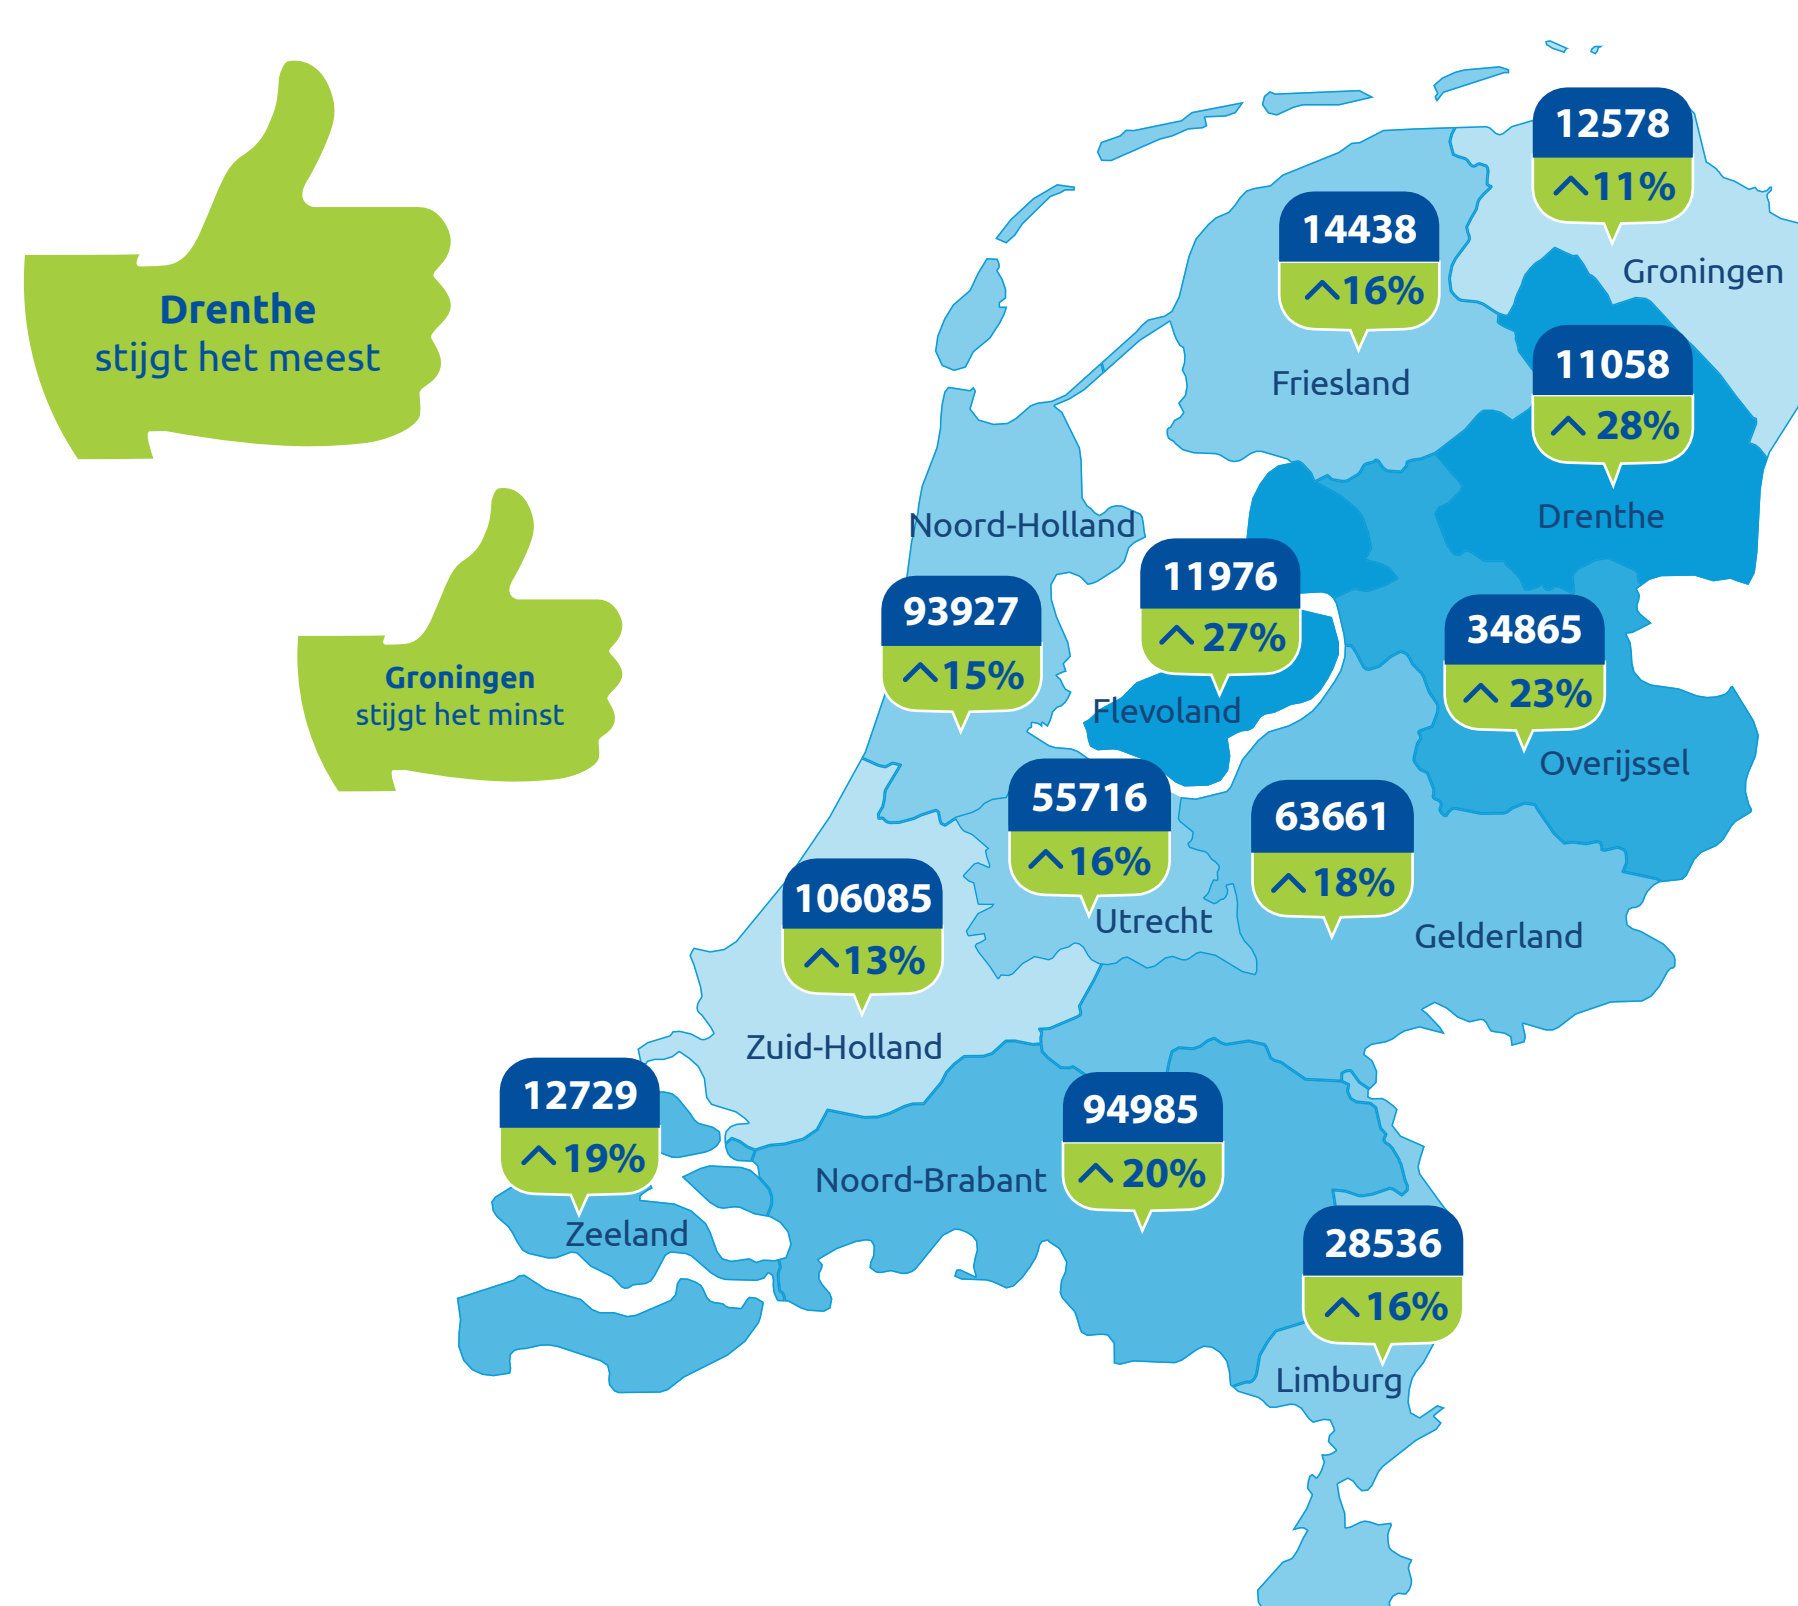 Drenthe
stijgt het meest
Groningen
stijgt het minst
12578
11%
Groningen
14438
16%
Friesland
11058
28%
Drenthe
Noord-Holland
93927
15%
11976
27%
Flevoland
34865
23%
Overijssel
55716
16%
Utrecht
63661
18%
Gelderland
106085
13%
Zuid-Holland
12729
19%
Zeeland
94985
20%
Noord-Brabant
28536
16%
Limburg